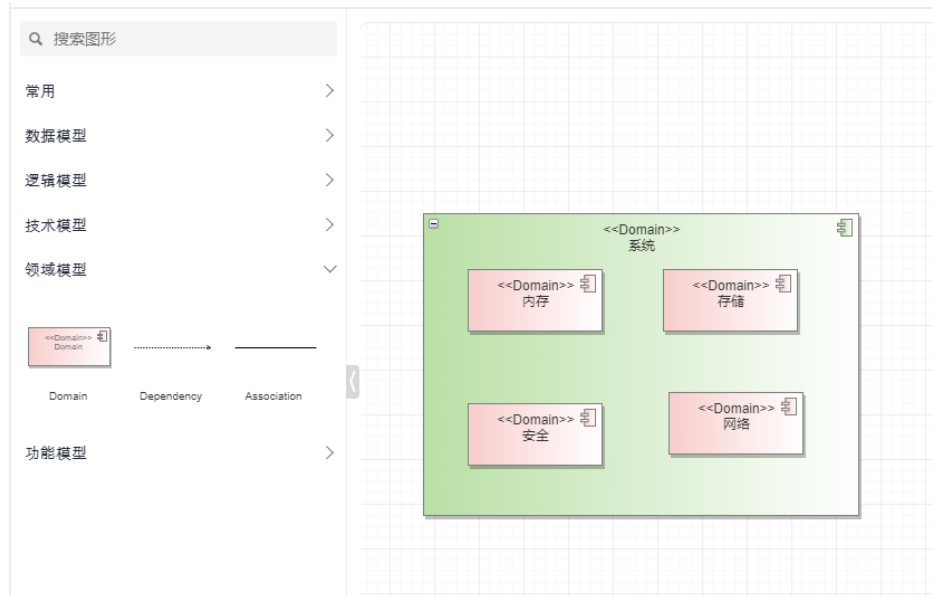 搜索图形
常用
数据模型
逻辑模型
技术模型
领域模型
<<Domain>>
Domain
Domain
Dependency
Association
功能模型
<<Domain>>
系统
<<Domain>>
内存
<<Domain>>
存储
<<Domain>>
安全
<<Domain>>
网络